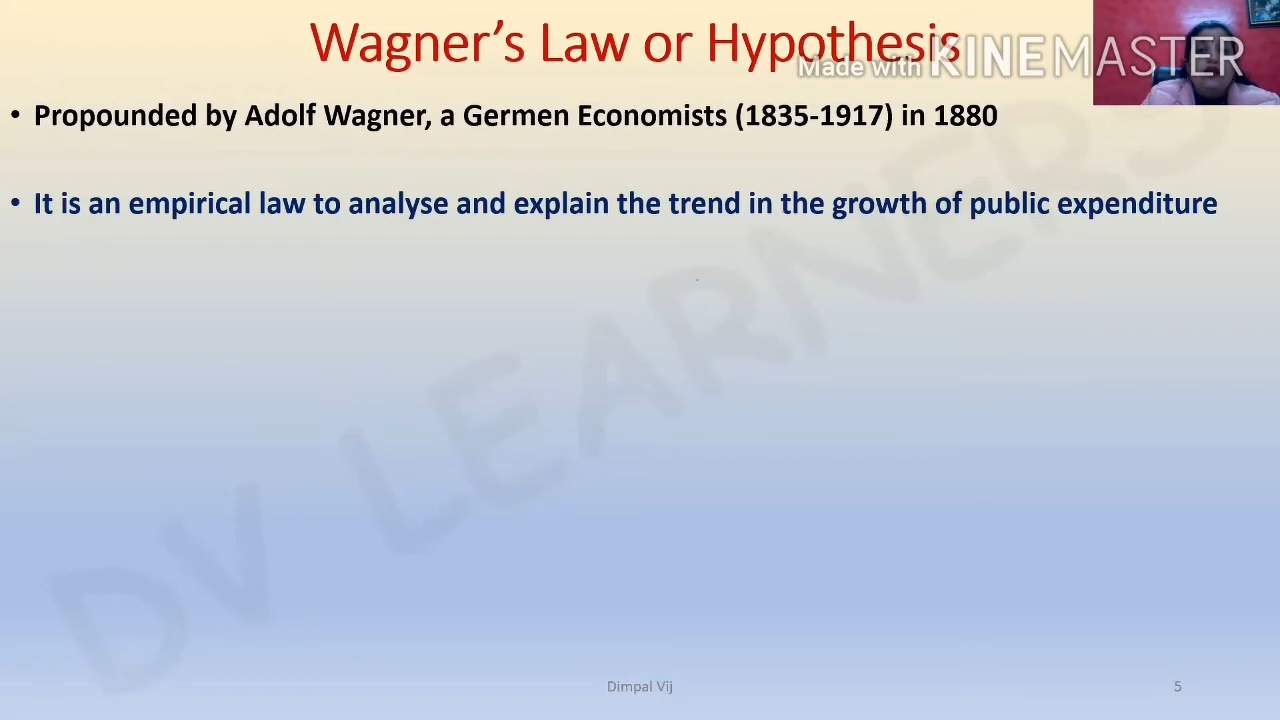 Wagner's Law or Hypothesis
Made with KINEMASTER
• Propounded by Adolf Wagner, a Germen Economists (1835-1917) in 1880
• It is an empirical law to analyse and explain the trend in the growth of public expenditure
DV LEARNERS
Dimpal Vij
5